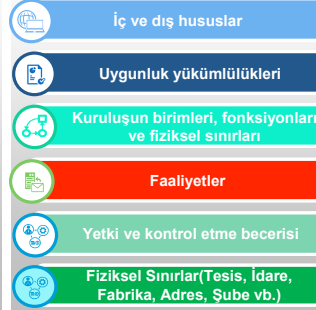 İç ve dış hususlar
Uygunluk yükümlülükleri
Kuruluşun birimleri, fonksiyonları
ve fiziksel sınırları
Faaliyetler
Yetki ve kontrol etme becerisi
Fiziksel Sınırlar(Tesis, İdare,
Fabrika, Adres, Şube vb.)